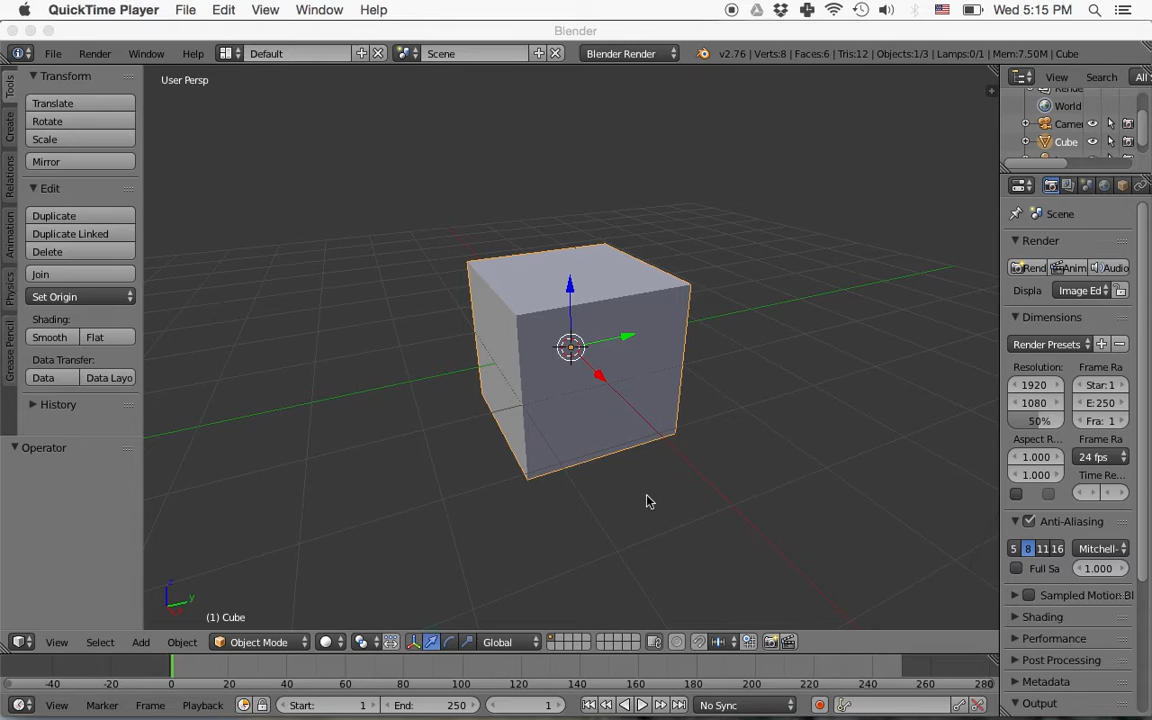 QuickTime Player File Edit View Window Help Wed 5:15 PM
Blender
File Render Window Help Default Scene Blender Render v2.76 | Verts:8 | Faces:6 | Tris:12 | Objects:1/3 | Lamps:0/1 | Mem:7.50M | Cube
Tools
Create
Relations
Animation
Physics
Grease Pencil
Transform
Translate
Rotate
Scale
Mirror
Edit
Duplicate
Duplicate Linked
Delete
Join
Set Origin
Shading:
Smooth Flat
Data Transfer:
Data Data Layo
History
Operator
User Persp
z
y
(1) Cube
View Search All
Rende
World
Camer
Cube
Scene
Render
Rend Anim Audio
Displa Image Ed
Dimensions
Render Presets
Resolution: Frame Ra
1920 Star:1
1080 E:250
50% Fra: 1
Aspect R... Frame Ra
1.000 24 fps
1.000 Time Re...
Anti-Aliasing
5 8 11 16 Mitchell-
Full Sa 1.000
Sampled Motion Bl
Shading
Performance
Post Processing
Metadata
Output
View Select Add Object Object Mode Global
-40 -20 0 20 40 60 80 100 120 140 160 180 200 220 240 260 280
View Marker Frame Playback Start: 1 End: 250 1 No Sync